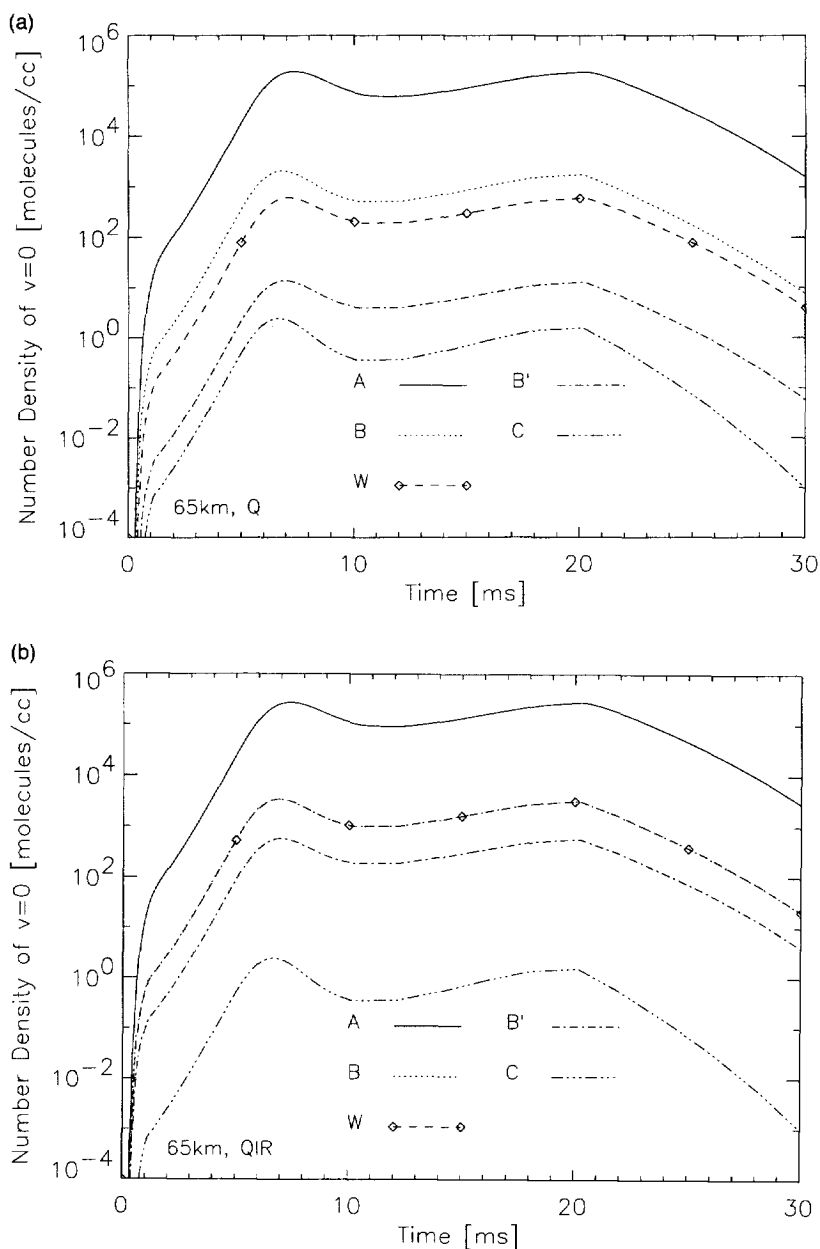 (a)
Number Density of v=0 [molecules/cc]
10^6
10^4
10^2
10^0
10^-2
10^-4
A
B'
B
C
W
65km, Q
0
10
20
30
Time [ms]
(b)
Number Density of v=0 [molecules/cc]
10^6
10^4
10^2
10^0
10^-2
10^-4
A
B'
B
C
W
65km, QIR
0
10
20
30
Time [ms]